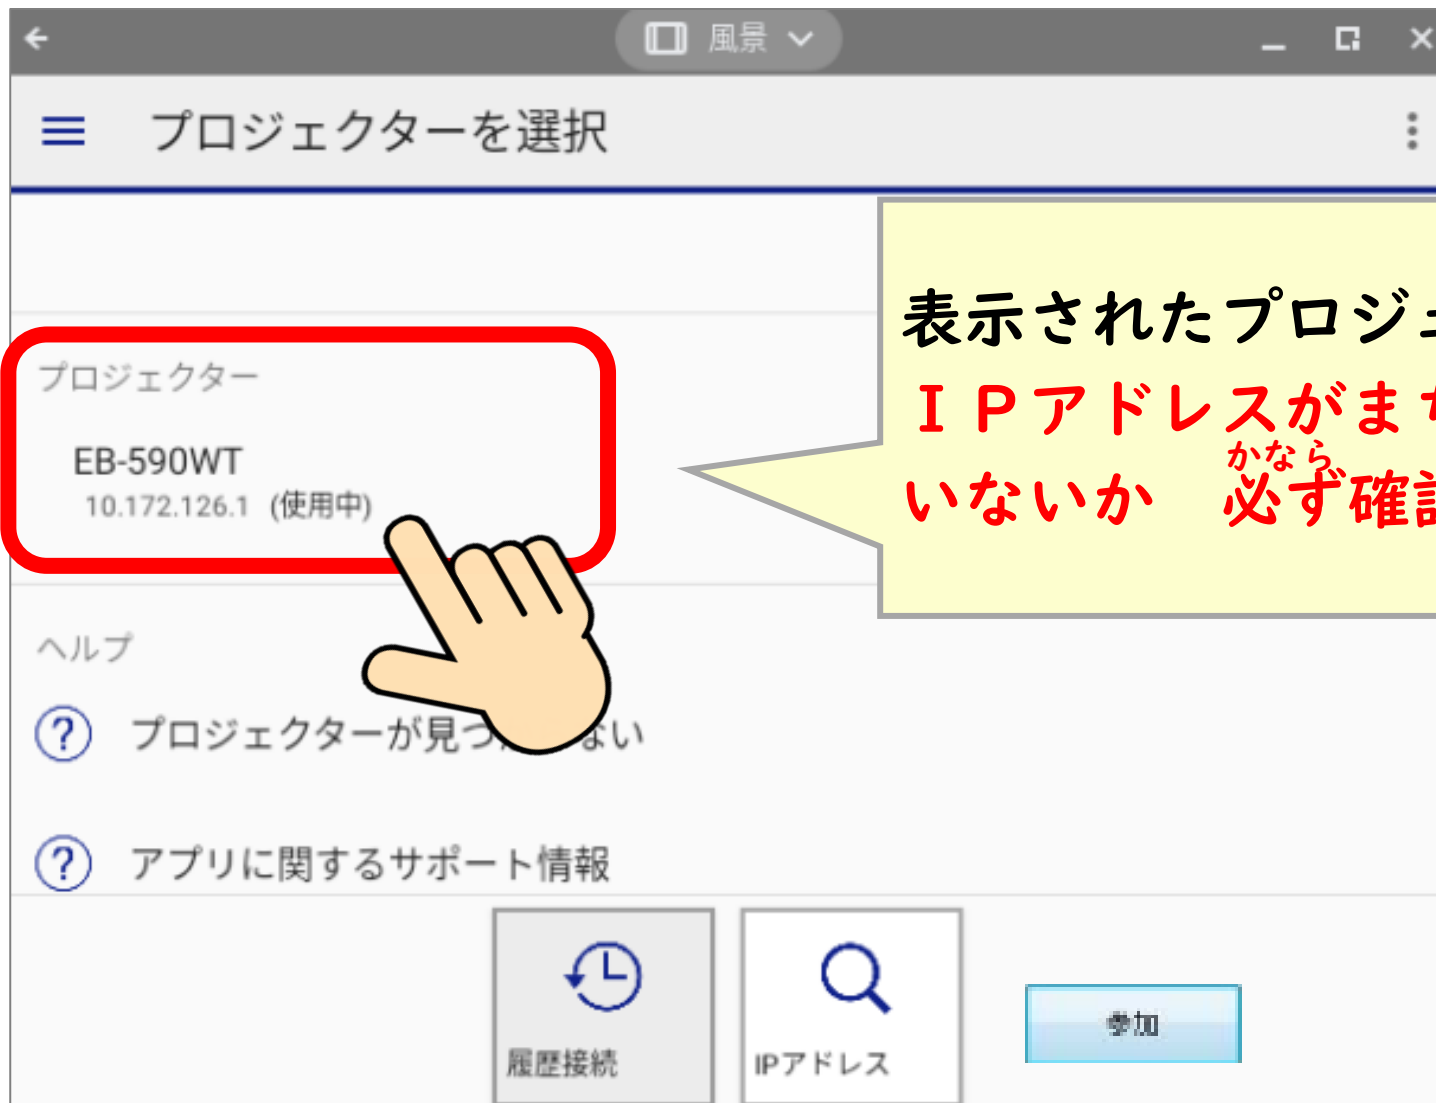 風景
プロジェクターを選択
表示されたプロジェ
プロジェクター
IPアドレスがまち
EB-590WT
かなら
10.172.126.1 (使用中)
いないか 必ず確認
ヘルプ
プロジェクターが見つ ない
アプリに関するサポート情報
履歴接続
IPアドレス
参加